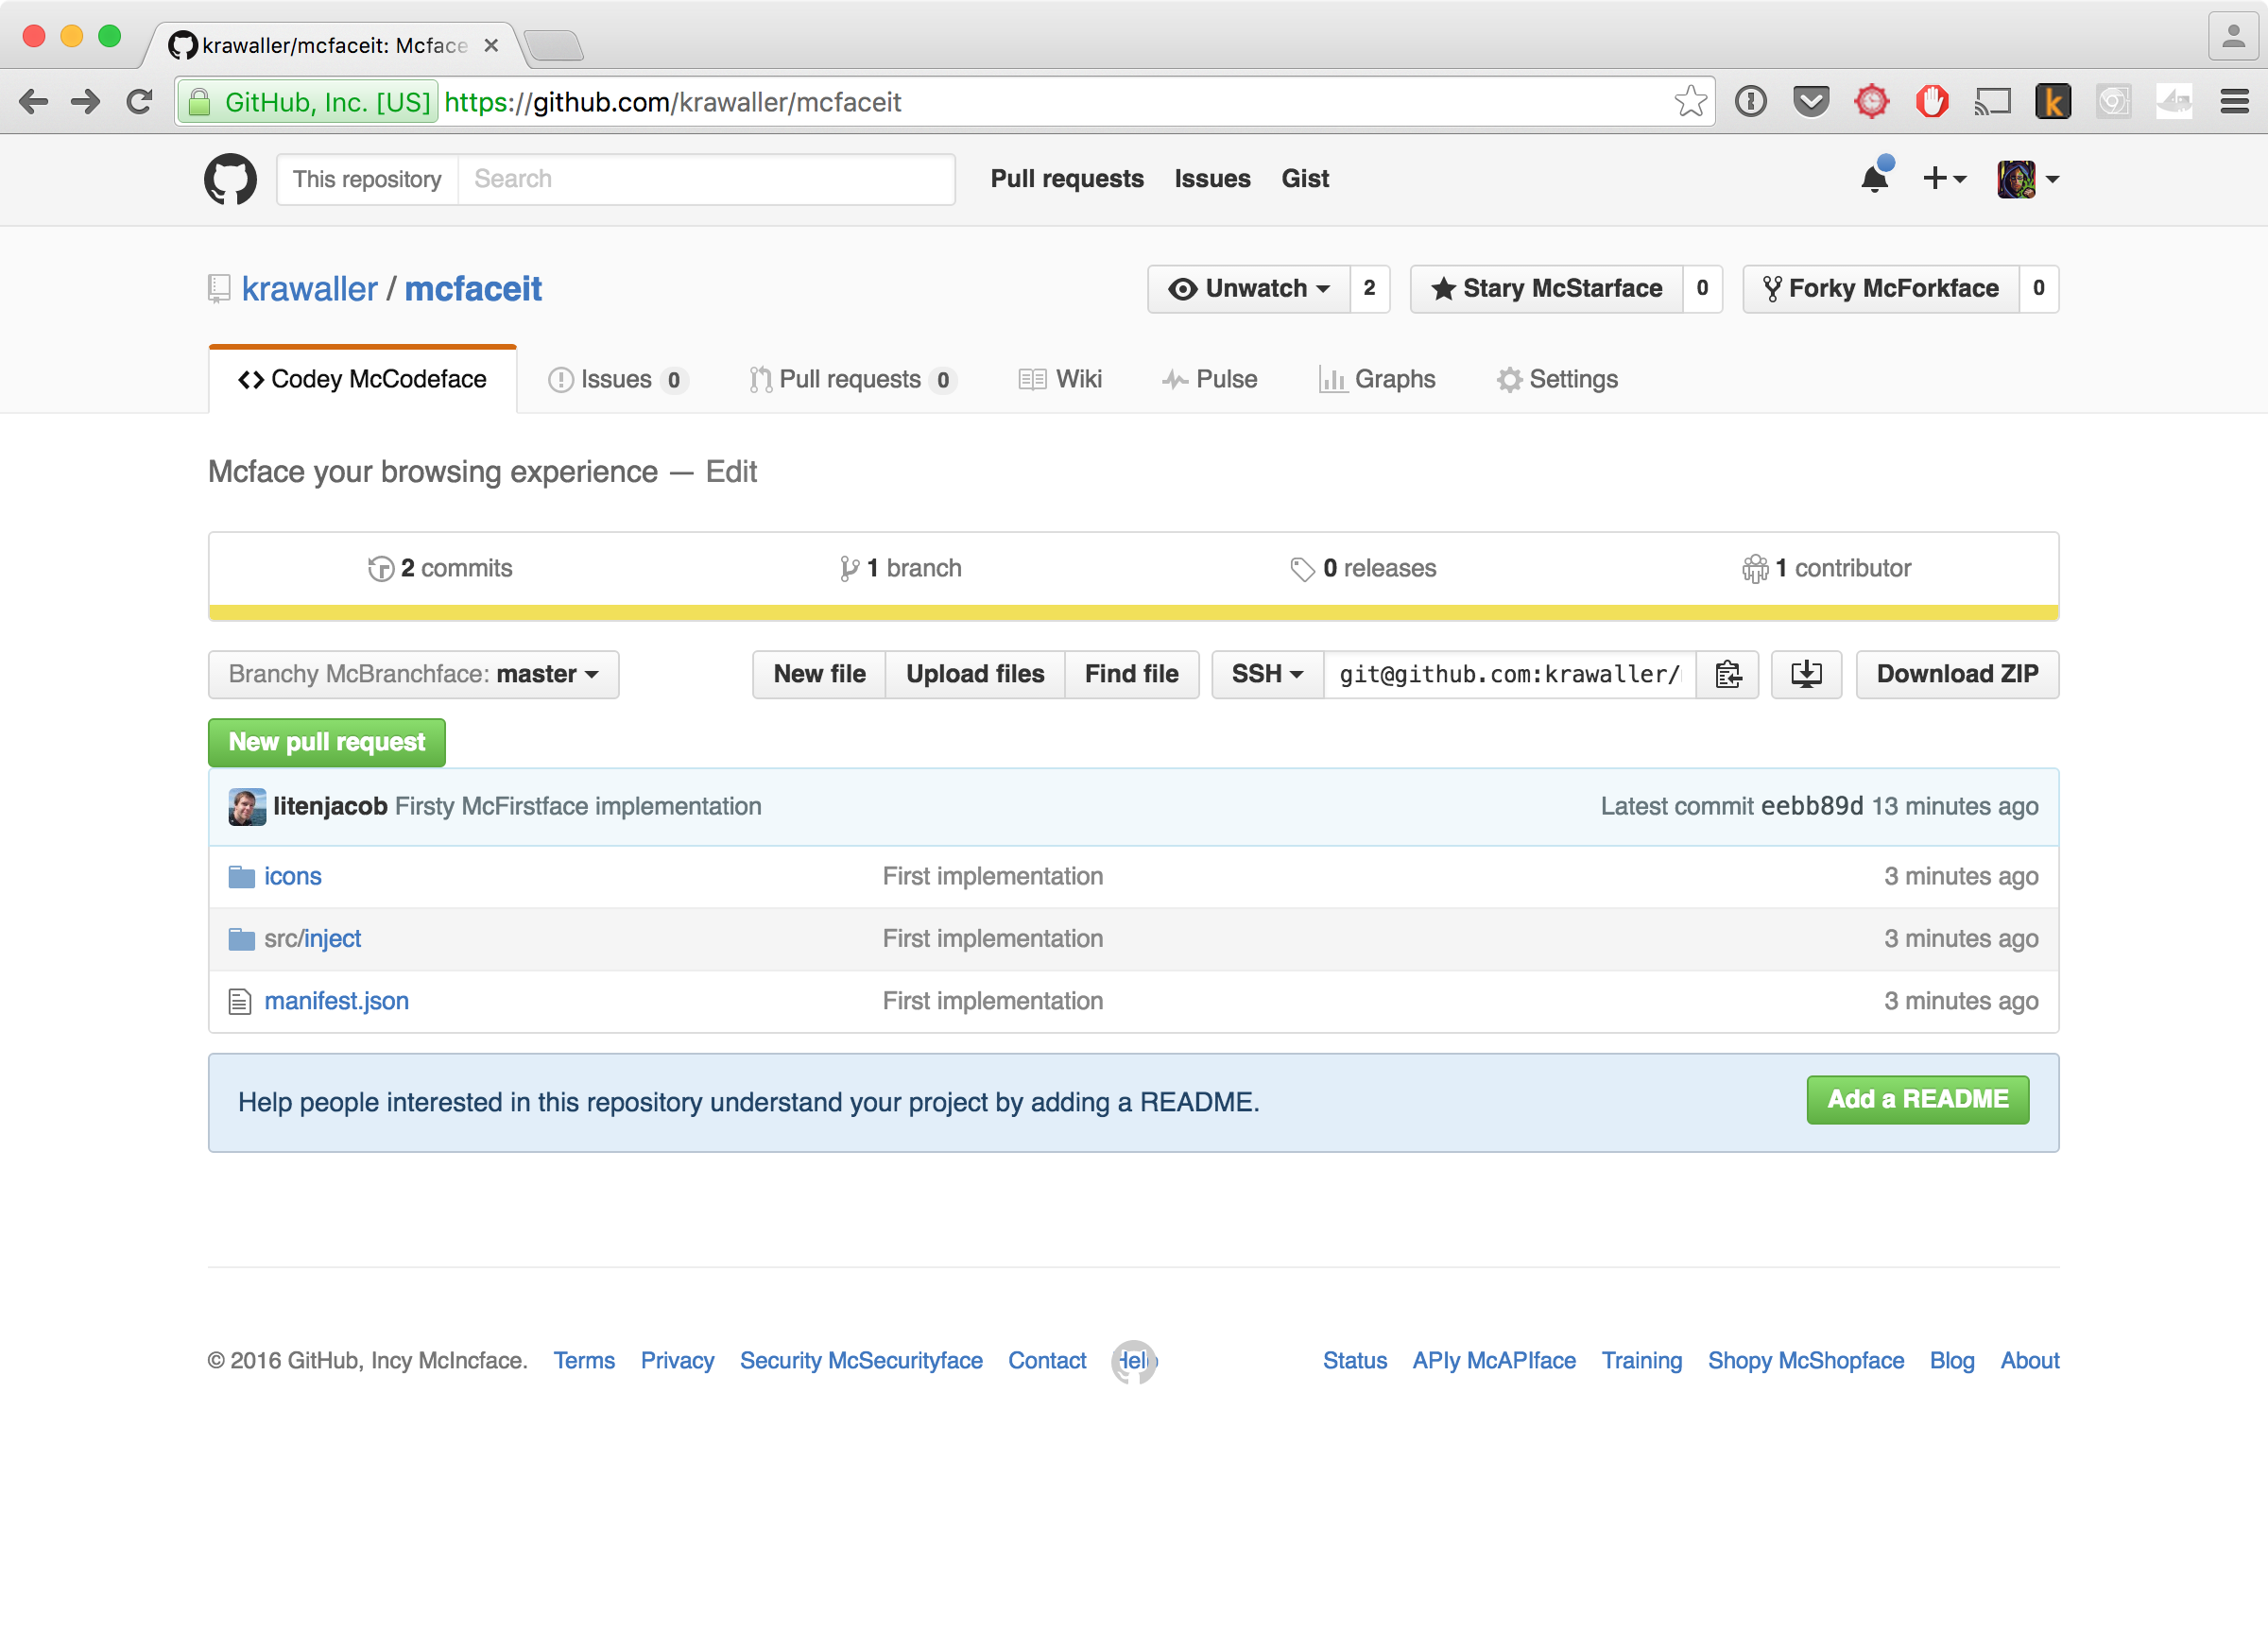 krawaller/mcfaceit: Mcface
GitHub, Inc. [US] https://github.com/krawaller/mcfaceit
This repository Search Pull requests Issues Gist
krawaller / mcfaceit Unwatch 2 Stary McStarface 0 Forky McForkface 0
Codey McCodeface Issues 0 Pull requests 0 Wiki Pulse Graphs Settings
Mcface your browsing experience — Edit
2 commits 1 branch 0 releases 1 contributor
Branchy McBranchface: master New file Upload files Find file SSH git@github.com:krawaller/ Download ZIP
New pull request
litenjacob Firsty McFirstface implementation Latest commit eebb89d 13 minutes ago
icons First implementation 3 minutes ago
src/inject First implementation 3 minutes ago
manifest.json First implementation 3 minutes ago
Help people interested in this repository understand your project by adding a README. Add a README
© 2016 GitHub, Incy McIncface. Terms Privacy Security McSecurityface Contact Help Status APIy McAPIface Training Shopy McShopface Blog About